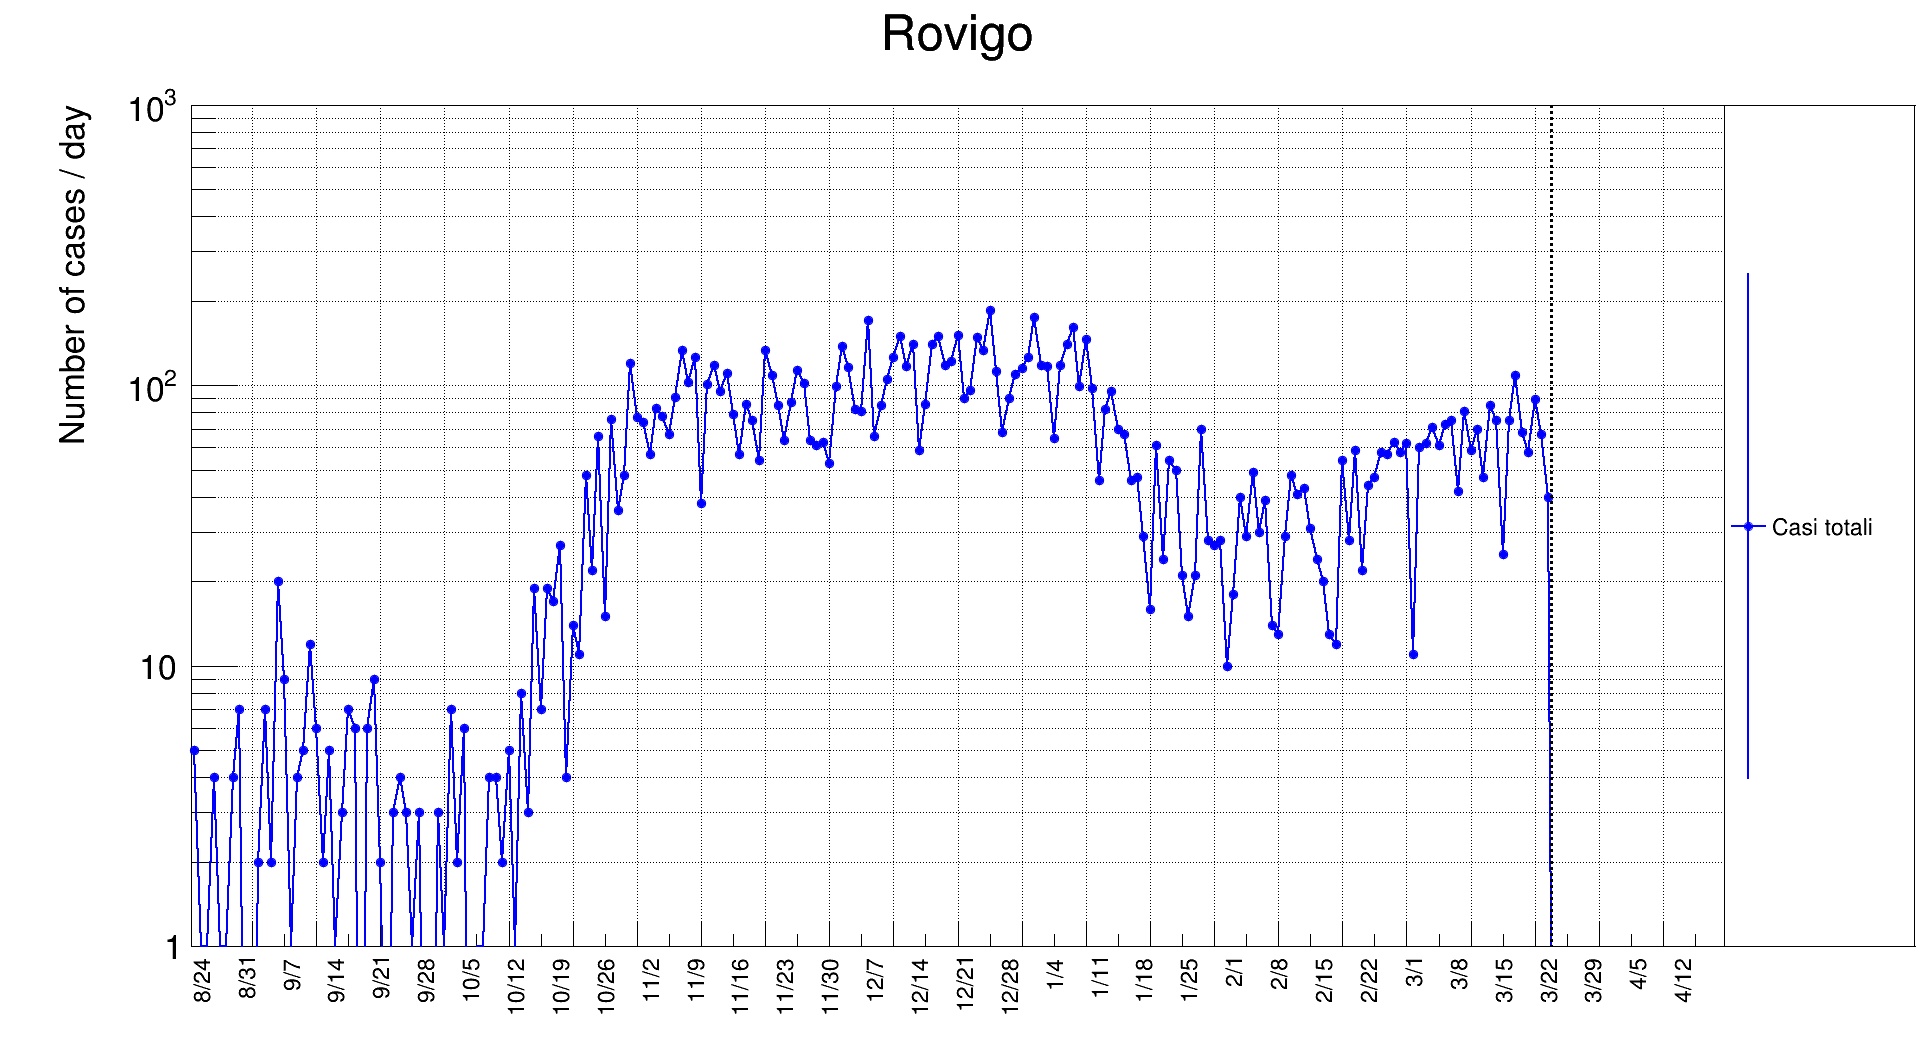 Rovigo
Number of cases / day
10³
10²
10
1
8/24 8/31 9/7 9/14 9/21 9/28 10/5 10/12 10/19 10/26 11/2 11/9 11/16 11/23 11/30 12/7 12/14 12/21 12/28 1/4 1/11 1/18 1/25 2/1 2/8 2/15 2/22 3/1 3/8 3/15 3/22 3/29 4/5 4/12
Casi totali